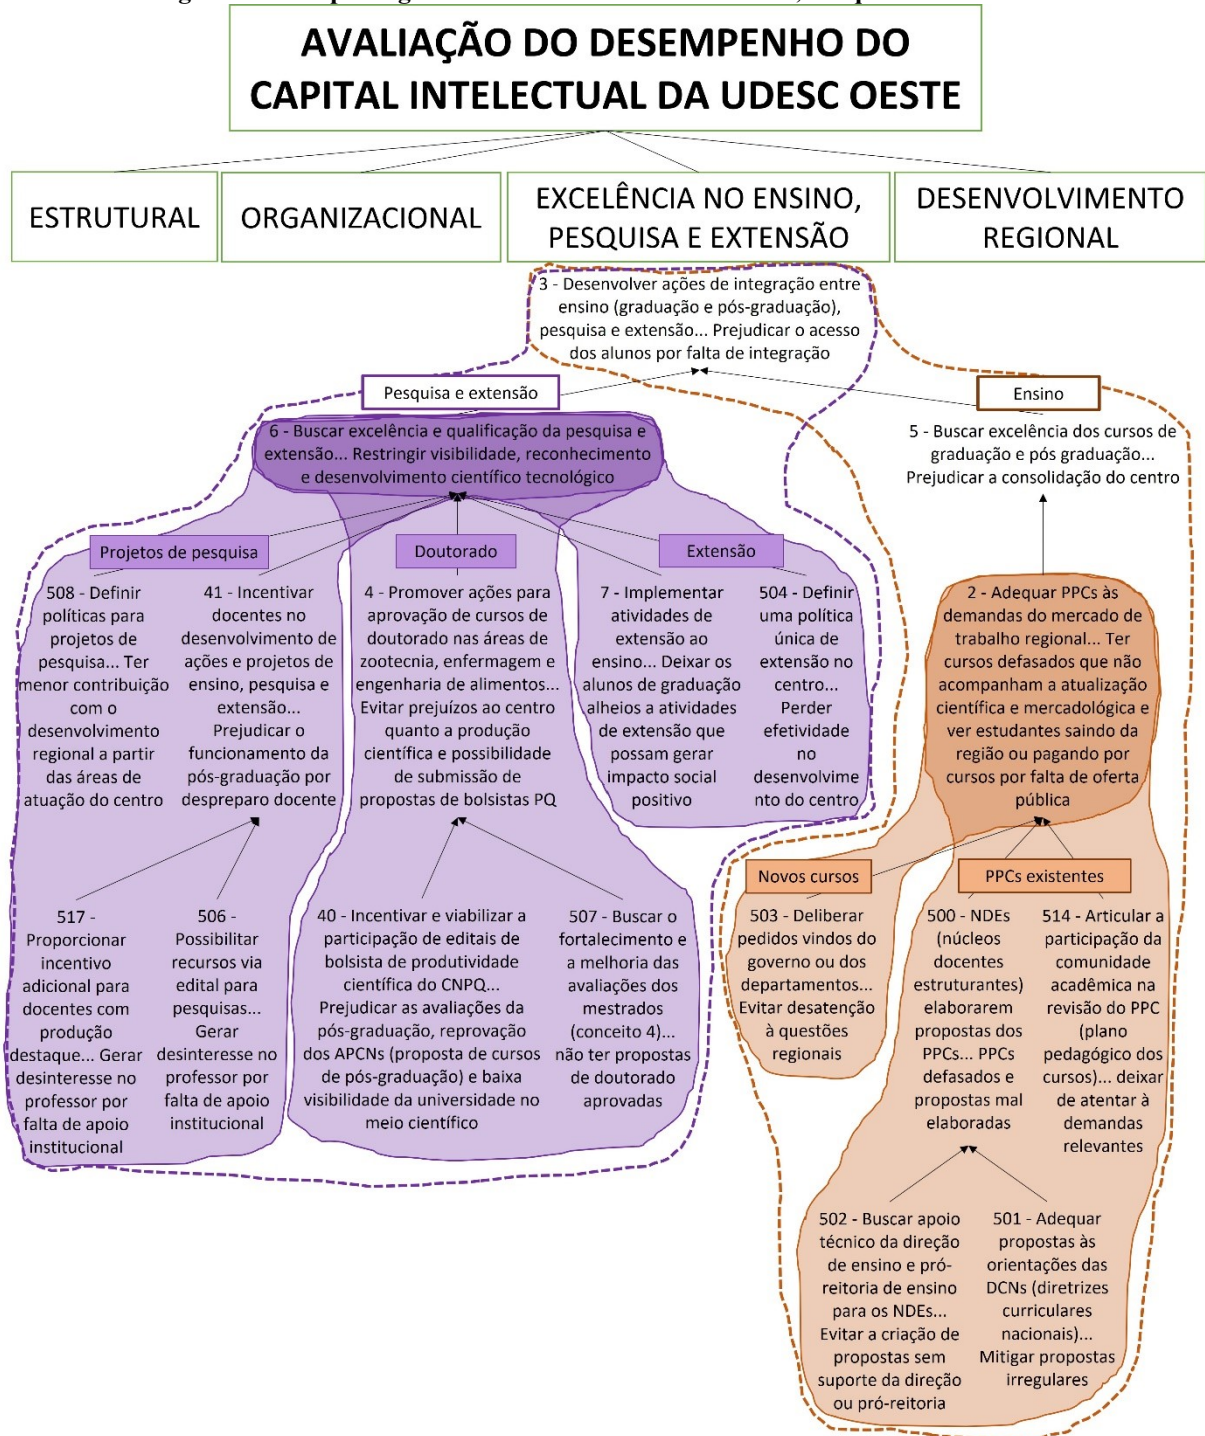 AVALIAÇÃO DO DESEMPENHO DO
CAPITAL INTELECTUAL DA UDESC OESTE
ESTRUTURAL
ORGANIZACIONAL
EXCELÊNCIA NO ENSINO,
PESQUISA E EXTENSÃO
DESENVOLVIMENTO
REGIONAL
3 - Desenvolver ações de integração entre
ensino (graduação e pós-graduação),
pesquisa e extensão... Prejudicar o acesso
dos alunos por falta de integração
Pesquisa e extensão
Ensino
6 - Buscar excelência e qualificação da pesquisa e
extensão... Restringir visibilidade, reconhecimento
e desenvolvimento científico tecnológico
5 - Buscar excelência dos cursos de
graduação e pós graduação...
Prejudicar a consolidação do centro
Projetos de pesquisa
Doutorado
Extensão
508 - Definir
políticas para
projetos de
pesquisa... Ter
menor contribuição
com o
desenvolvimento
regional a partir
das áreas de
atuação do centro
41 - Incentivar
docentes no
desenvolvimento de
ações e projetos de
ensino, pesquisa e
extensão...
Prejudicar o
funcionamento da
pós-graduação por
despreparo docente
4 - Promover ações para
aprovação de cursos de
doutorado nas áreas de
zootecnia, enfermagem e
engenharia de alimentos...
Evitar prejuízos ao centro
quanto a produção
científica e possibilidade
de submissão de
propostas de bolsistas PQ
7 - Implementar
atividades de
extensão ao
ensino... Deixar os
alunos de graduação
alheios a atividades
de extensão que
possam gerar
impacto social
positivo
504 - Definir
uma política
única de
extensão no
centro...
Perder
efetividade
no
desenvolvime
nto do centro
2 - Adequar PPCs às
demandas do mercado de
trabalho regional... Ter
cursos defasados que não
acompanham a atualização
científica e mercadológica e
ver estudantes saindo da
região ou pagando por
cursos por falta de oferta
pública
Novos cursos
PPCs existentes
517 -
Proporcionar
incentivo
adicional para
docentes com
produção
destaque... Gerar
desinteresse no
professor por
falta de apoio
institucional
506 -
Possibilitar
recursos via
edital para
pesquisas...
Gerar
desinteresse no
professor por
falta de apoio
institucional
40 - Incentivar e viabilizar a
participação de editais de
bolsista de produtividade
científica do CNPQ...
Prejudicar as avaliações da
pós-graduação, reprovação
dos APCNs (proposta de cursos
de pós-graduação) e baixa
visibilidade da universidade no
meio científico
507 - Buscar o
fortalecimento e
a melhoria das
avaliações dos
mestrados
(conceito 4)...
não ter propostas
de doutorado
aprovadas
503 - Deliberar
pedidos vindos do
governo ou dos
departamentos...
Evitar desatenção
à questões
regionais
500 - NDEs
(núcleos
docentes
estruturantes)
elaborarem
propostas dos
PPCs... PPCs
defasados e
propostas mal
elaboradas
514 - Articular a
participação da
comunidade
acadêmica na
revisão do PPC
(plano
pedagógico dos
cursos)... deixar
de atentar à
demandas
relevantes
502 - Buscar apoio
técnico da direção
de ensino e pró-
reitoria de ensino
para os NDEs...
Evitar a criação de
propostas sem
suporte da direção
ou pró-reitoria
501 - Adequar
propostas às
orientações das
DCNs (diretrizes
curriculares
nacionais)...
Mitigar propostas
irregulares